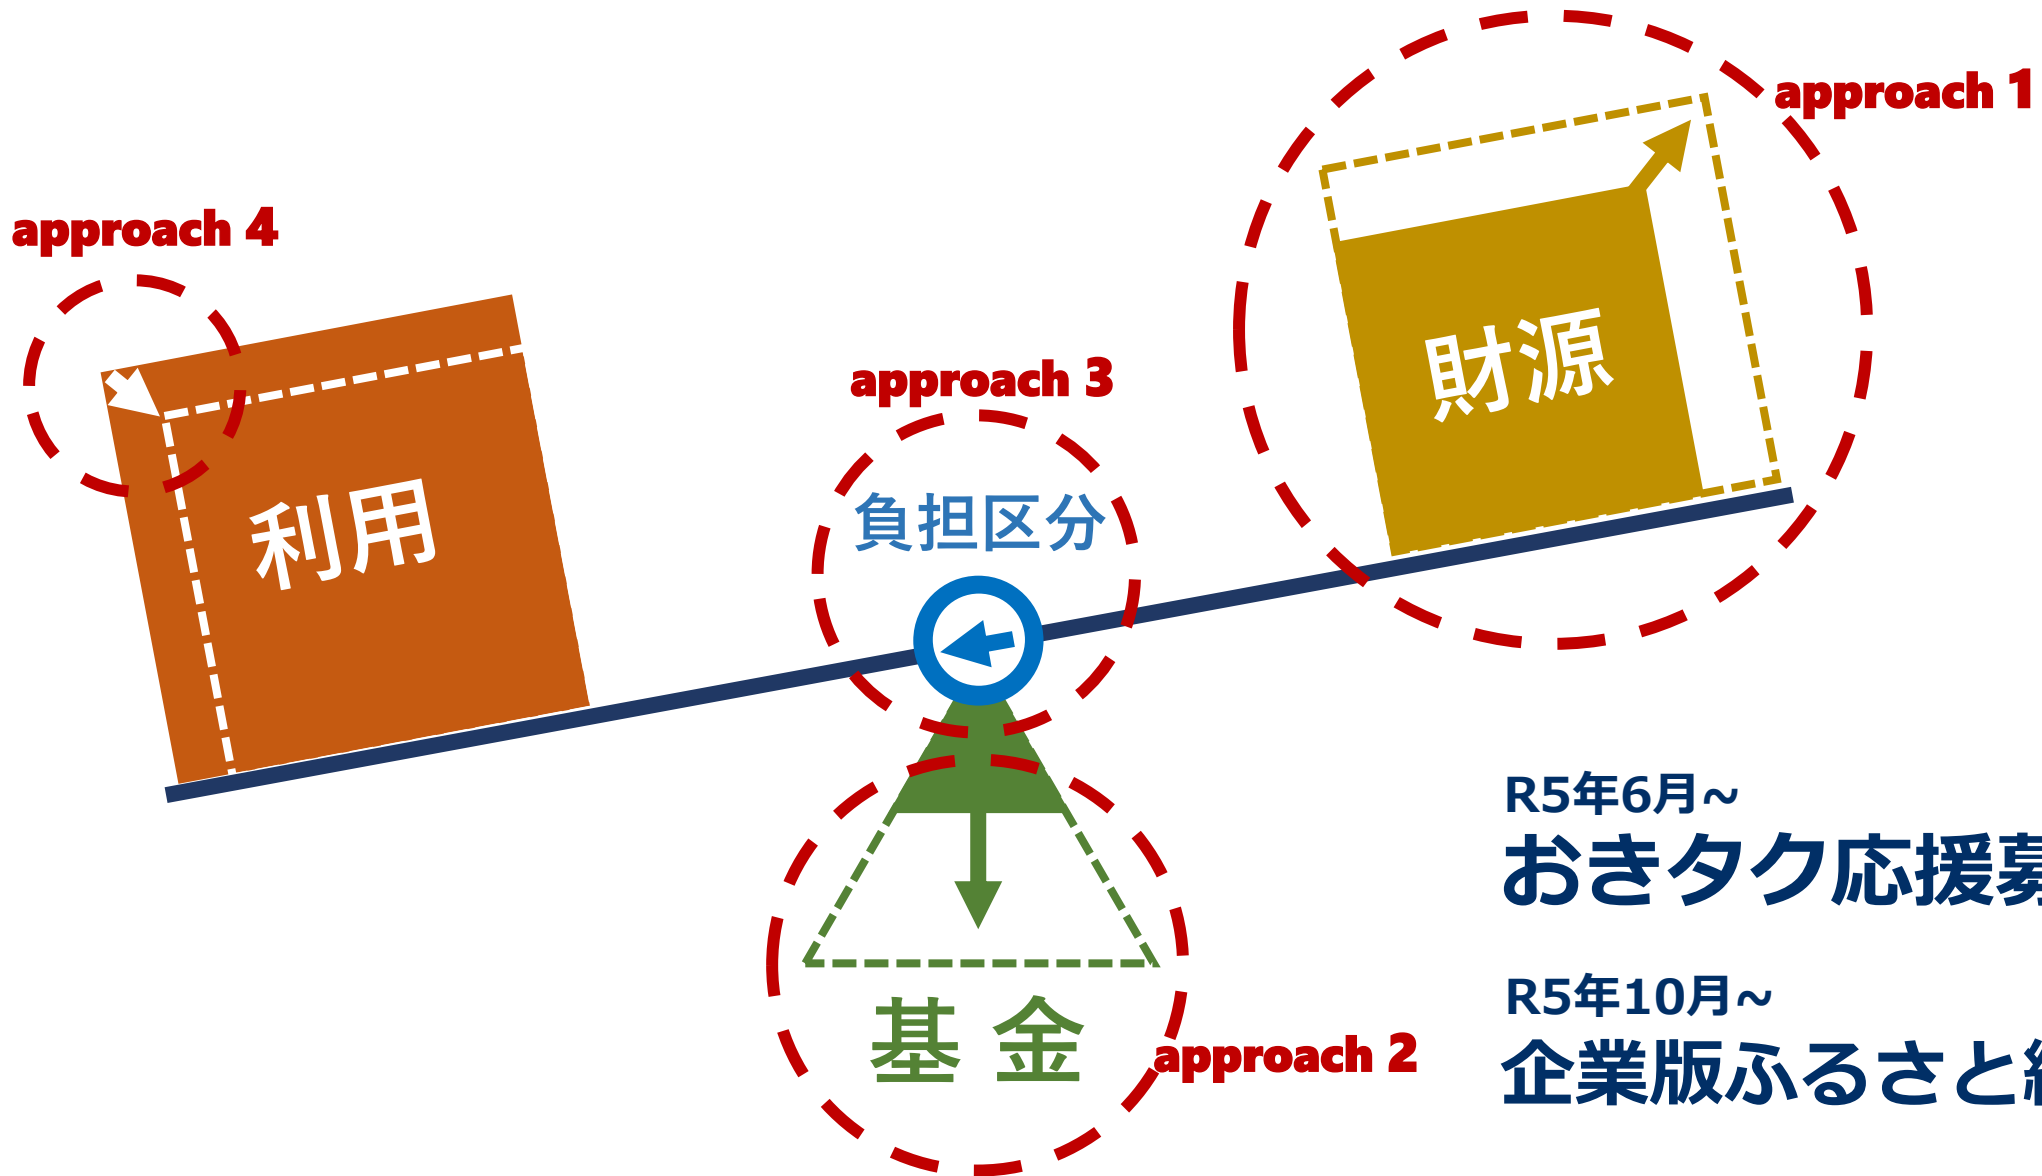 approach 1
approach 4
財源
approach 3
利用
負担区分
R5年6月~
おきタク応援募
R5年10月~
企業版ふるさと納
基 金
approach 2